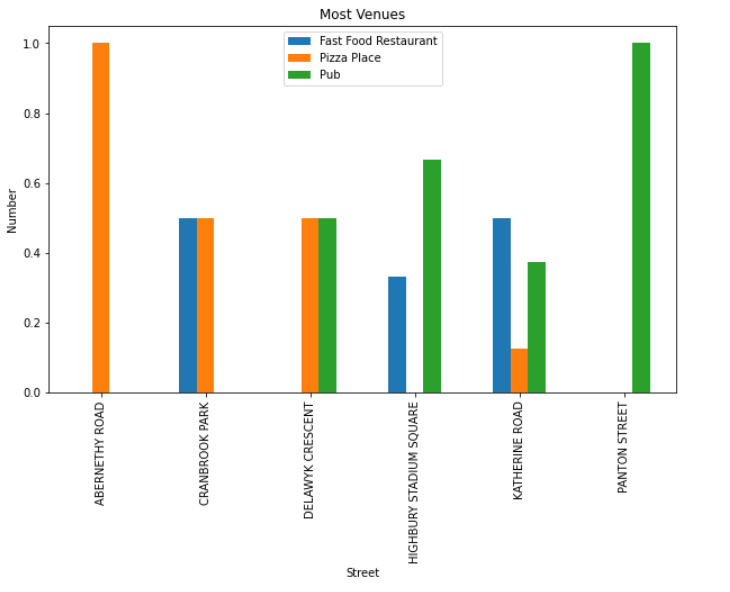 Most Venues
Fast Food Restaurant
Pizza Place
Pub
Number
1.0
0.8
0.6
0.4
0.2
0.0
ABERNETHY ROAD
CRANBROOK PARK
DELAWYK CRESCENT
HIGHBURY STADIUM SQUARE
KATHERINE ROAD
PANTON STREET
Street